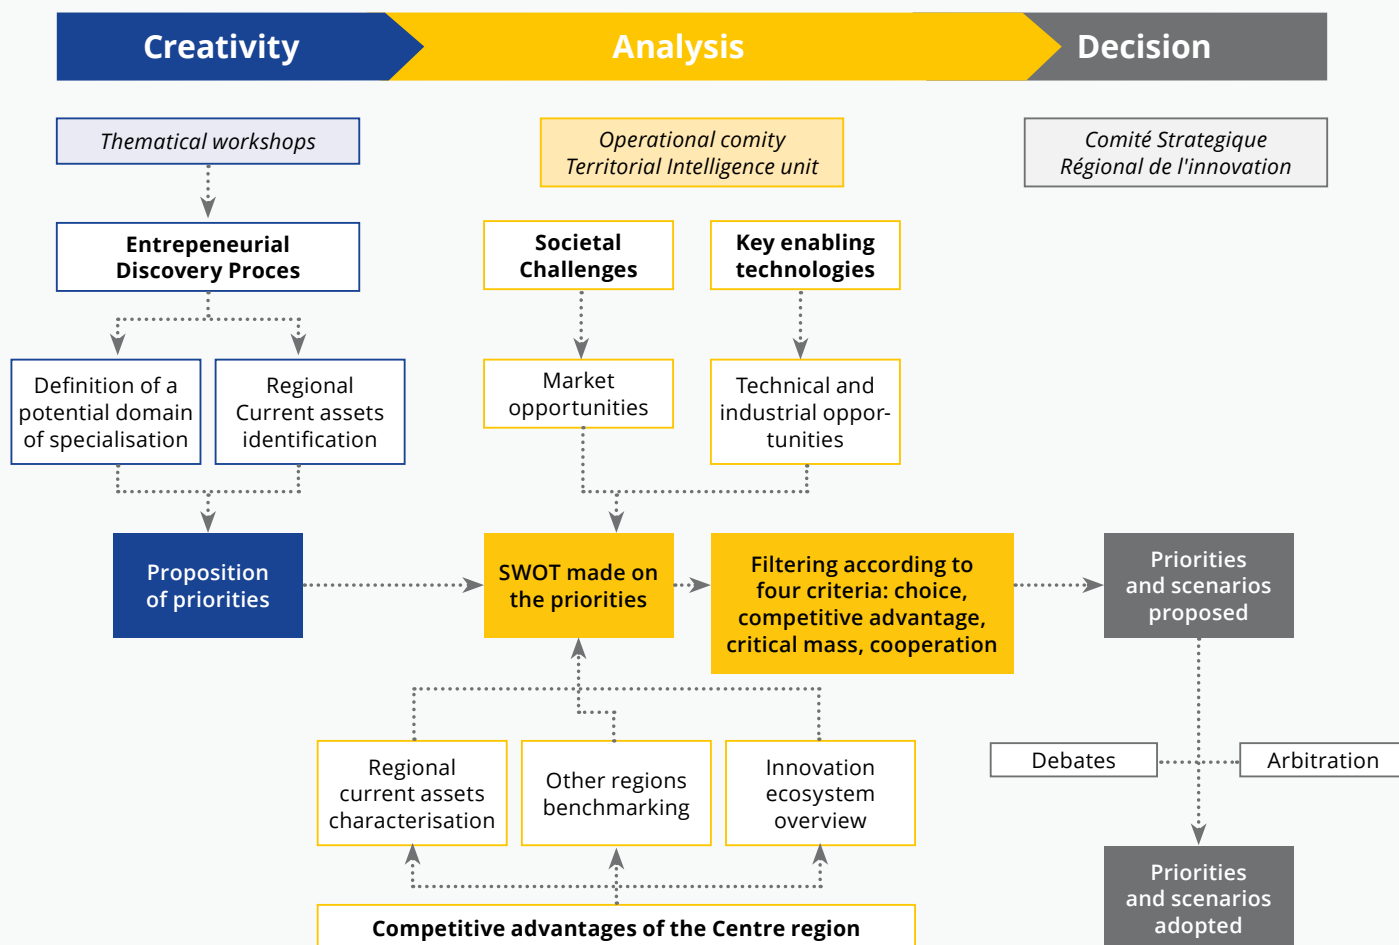 Creativity
Analysis
Decision
Thematical workshops
Operational comity
Territorial Intelligence unit
Comité Strategique
Régional de l'innovation
Entrepeneurial
Discovery Proces
Societal
Challenges
Key enabling
technologies
Definition of a
potential domain
of specialisation
Regional
Current assets
identification
Market
opportunities
Technical and
industrial oppor-
tunities
Proposition
of priorities
SWOT made on
the priorities
Filtering according to
four criteria: choice,
competitive advantage,
critical mass, cooperation
Priorities
and scenarios
proposed
Regional
current assets
characterisation
Other regions
benchmarking
Innovation
ecosystem
overview
Debates
Arbitration
Competitive advantages of the Centre region
Priorities
and scenarios
adopted